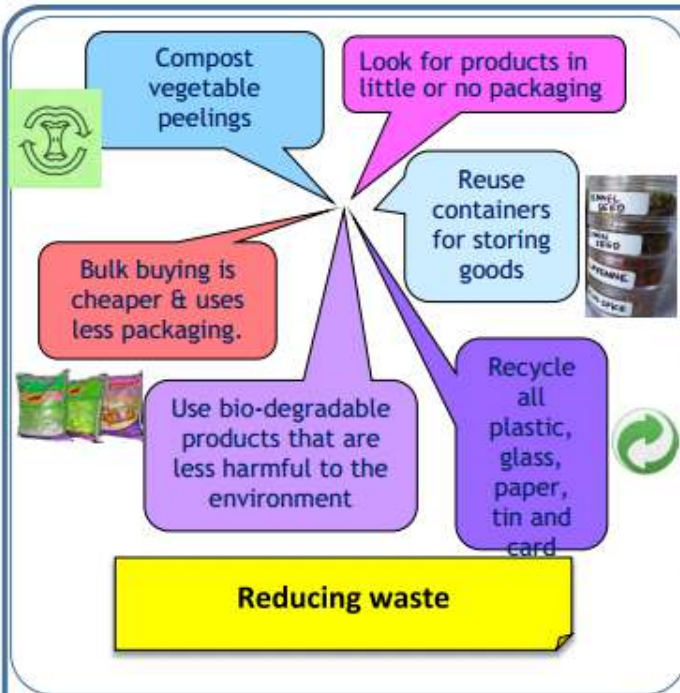 Compost
vegetable
peelings
Look for products in
little or no packaging
Reuse
containers
for storing
goods
SEED
SEED
Bulk buying is
cheaper & uses
less packaging.
Use bio-degradable
products that are
less harmful to the
environment
Recycle
all
plastic,
glass,
paper,
tin and
card
Reducing waste